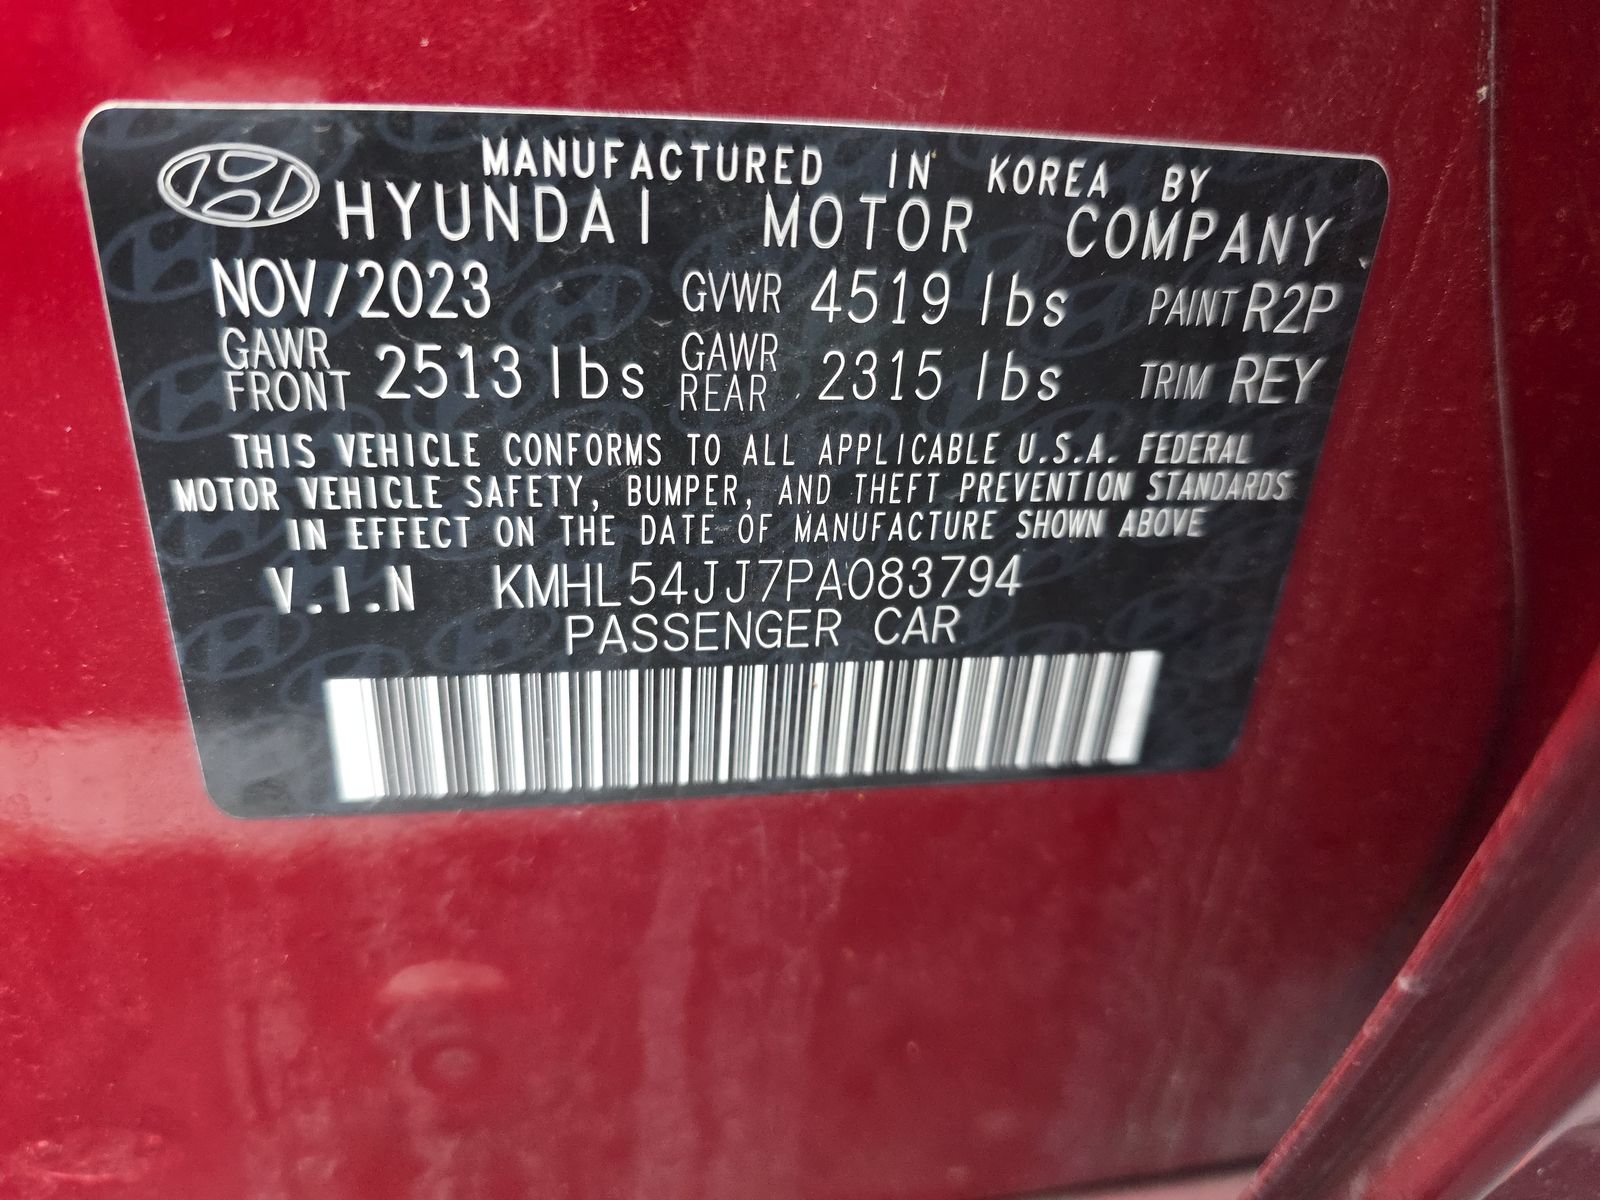 MANUFACTURED IN KOREA BY
HYUNDAI MOTOR COMPANY
NOV/2023 GVWR 4519 lbs PAINT R2P
GAWR FRONT 2513 lbs GAWR REAR 2315 lbs TRIM REY
THIS VEHICLE CONFORMS TO ALL APPLICABLE U.S.A. FEDERAL
MOTOR VEHICLE SAFETY, BUMPER, AND THEFT PREVENTION STANDARDS
IN EFFECT ON THE DATE OF MANUFACTURE SHOWN ABOVE
V.I.N KMHL54JJ7PA083794
PASSENGER CAR